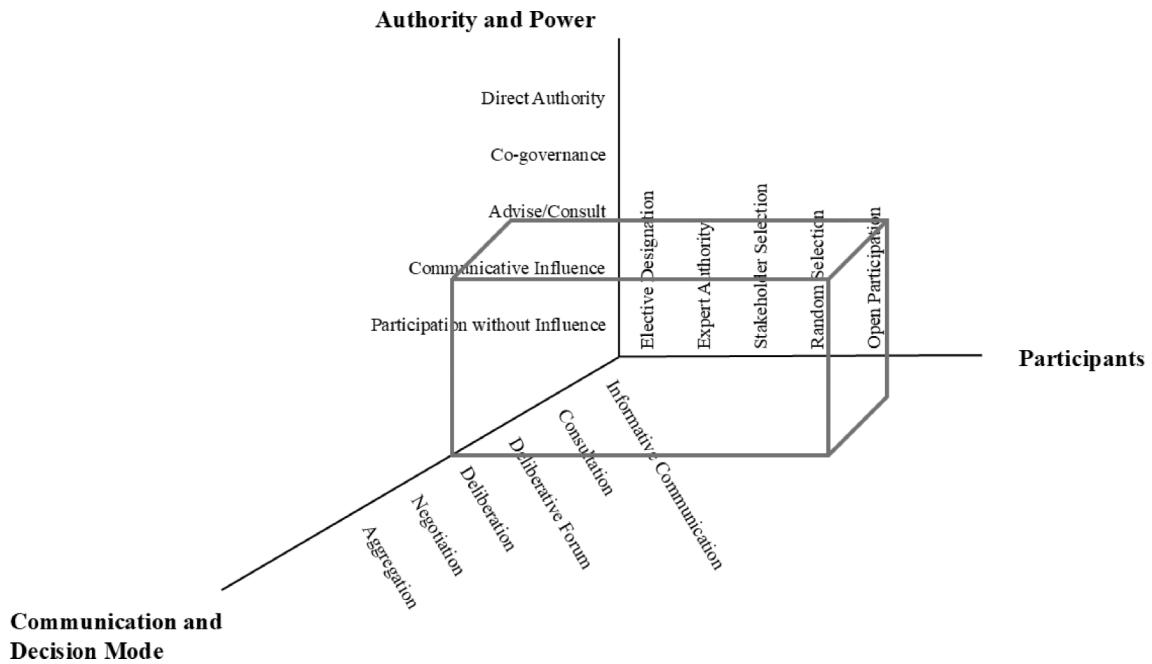 Authority and Power
Direct Authority
Co-governance
Advise/Consult
Communicative Influence
Participation without Influence
Elective Designation
Expert Authority
Stakeholder Selection
Random Selection
Open Participation
Participants
Informative Communication
Consultation
Deliberative Forum
Deliberation
Negotiation
Aggregation
Communication and
Decision Mode